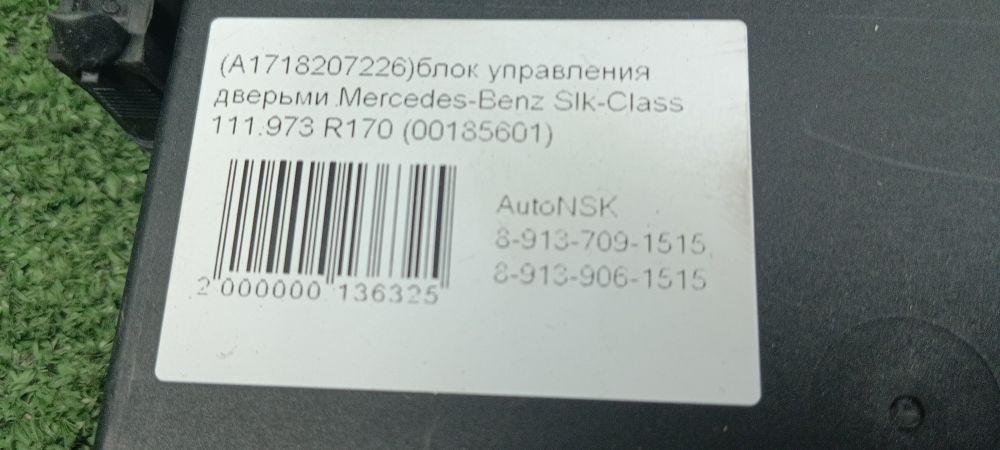 (A1718207226)блок управления
дверьми Mercedes-Benz Slk-Class
111.973 R170 (00185601)
AutoNSK
8-913-709-1515
8-913-906-1515
2 000000 136325